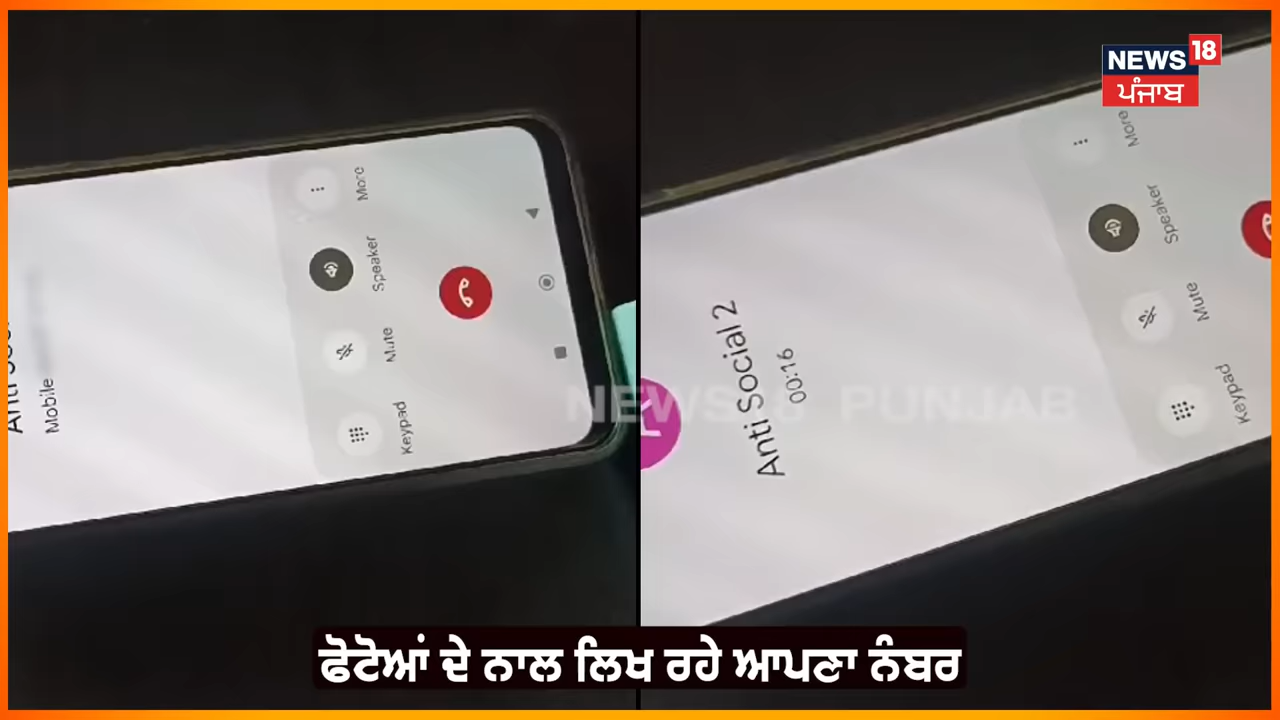 NEWS 18
ਪੰਜਾਬ
Mobile
More
Speaker
Mute
Keypad
Anti Social 2
00:16
More
Speaker
Mute
Keypad
NEWS18 PUNJAB
ਫੋਟੋਆਂ ਦੇ ਨਾਲ ਲਿਖ ਰਹੇ ਆਪਣਾ ਨੰਬਰ